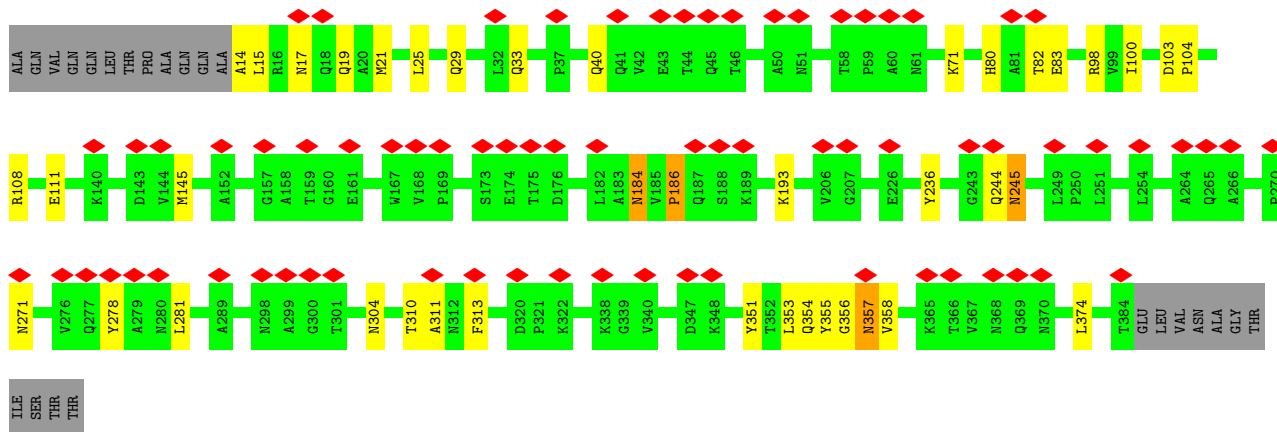 ALA GLN VAL GLN GLN LEU THR PRO ALA GLN GLN ALA A14 L15 R16 N17 Q18 Q19 A20 M21 L25 Q29 L32 Q33 P37 Q40 Q41 V42 E43 T44 Q45 T46 A50 N51 T58 P59 A60 N61 K71 H80 A81 T82 E83 R98 V99 I100 D103 P104
R108 E111 K140 D143 V144 M145 A152 G157 A158 T159 G160 E161 W167 V168 P169 S173 E174 T175 D176 L182 A183 N184 V185 P186 Q187 S188 K189 K193 V206 G207 E226 Y236 G243 Q244 N245 L249 P250 L251 L254 A264 Q265 A266
N271 V276 Q277 Y278 A279 N280 L281 A289 N298 A299 G300 T301 N304 T310 A311 N312 F313 D320 P321 K322 K338 G339 V340 D347 K348 Y351 T352 L353 Q354 Y355 G356 N357 V358 K365 T366 V367 N368 Q369 N370 L374 T384 GLU LEU VAL ASN ALA GLY THR
ILE SER THR THR